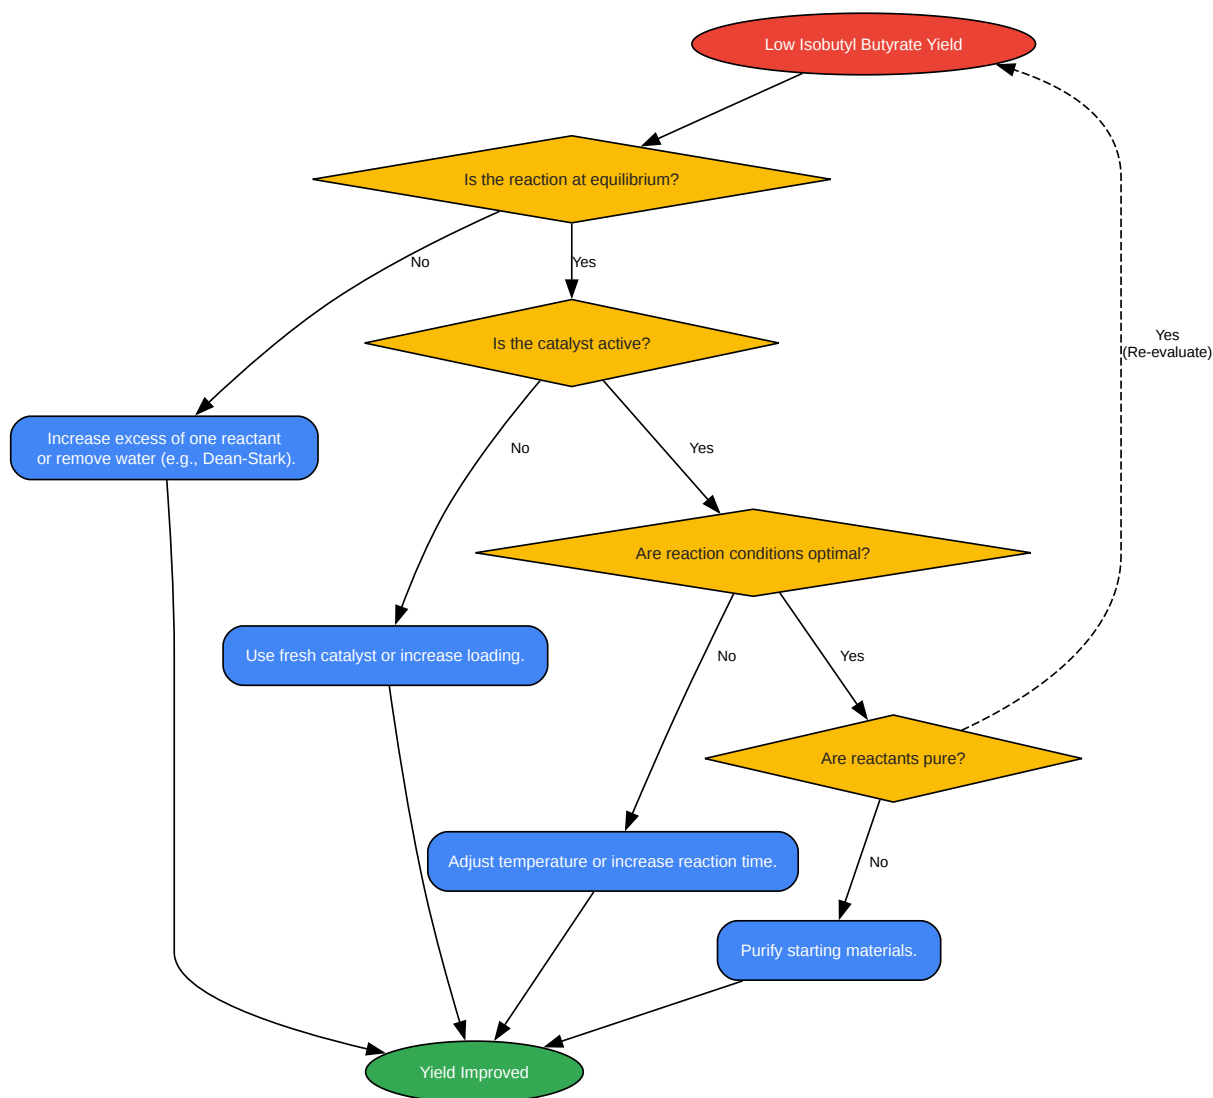 Low Isobutyl Butyrate Yield
Is the reaction at equilibrium?
No
Yes
Yes
(Re-evaluate)
Is the catalyst active?
Increase excess of one reactant
or remove water (e.g., Dean-Stark).
No
Yes
Are reaction conditions optimal?
Use fresh catalyst or increase loading.
No
Yes
Are reactants pure?
Adjust temperature or increase reaction time.
No
Purify starting materials.
Yield Improved